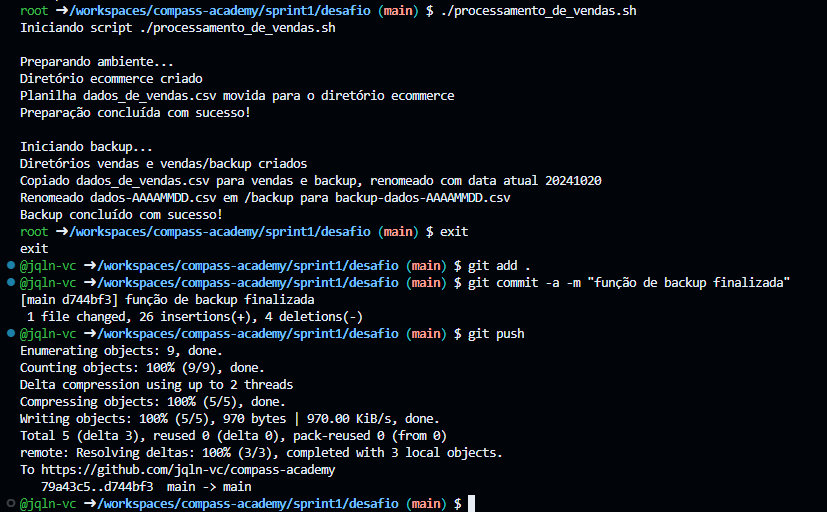 root ➜/workspaces/compass-academy/sprint1/desafio (main) $ ./processamento_de_vendas.sh
Iniciando script ./processamento_de_vendas.sh
Preparando ambiente...
Diretório ecommerce criado
Planilha dados_de_vendas.csv movida para o diretório ecommerce
Preparação concluída com sucesso!
Iniciando backup...
Diretórios vendas e vendas/backup criados
Copiado dados_de_vendas.csv para vendas e backup, renomeado com data atual 20241020
Renomeado dados-AAAAMMDD.csv em /backup para backup-dados-AAAAMMDD.csv
Backup concluído com sucesso!
root ➜/workspaces/compass-academy/sprint1/desafio (main) $ exit
exit
@jqln-vc ➜/workspaces/compass-academy/sprint1/desafio (main) $ git add .
@jqln-vc ➜/workspaces/compass-academy/sprint1/desafio (main) $ git commit -a -m "função de backup finalizada"
[main d744bf3] função de backup finalizada
1 file changed, 26 insertions(+), 4 deletions(-)
@jqln-vc ➜/workspaces/compass-academy/sprint1/desafio (main) $ git push
Enumerating objects: 9, done.
Counting objects: 100% (9/9), done.
Delta compression using up to 2 threads
Compressing objects: 100% (5/5), done.
Writing objects: 100% (5/5), 970 bytes | 970.00 KiB/s, done.
Total 5 (delta 3), reused 0 (delta 0), pack-reused 0 (from 0)
remote: Resolving deltas: 100% (3/3), completed with 3 local objects.
To https://github.com/jqln-vc/compass-academy
79a43c5..d744bf3 main -> main
@jqln-vc ➜/workspaces/compass-academy/sprint1/desafio (main) $